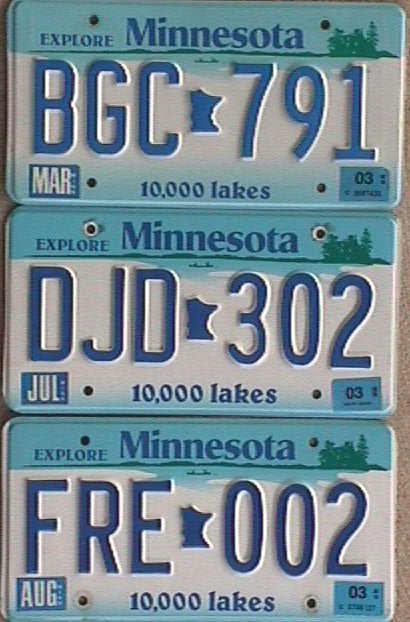 EXPLORE Minnesota
BGC 791
MAR 03
10,000 lakes
EXPLORE Minnesota
DJD 302
JUL 03
10,000 lakes
EXPLORE Minnesota
FRE 002
AUG 03
10,000 lakes